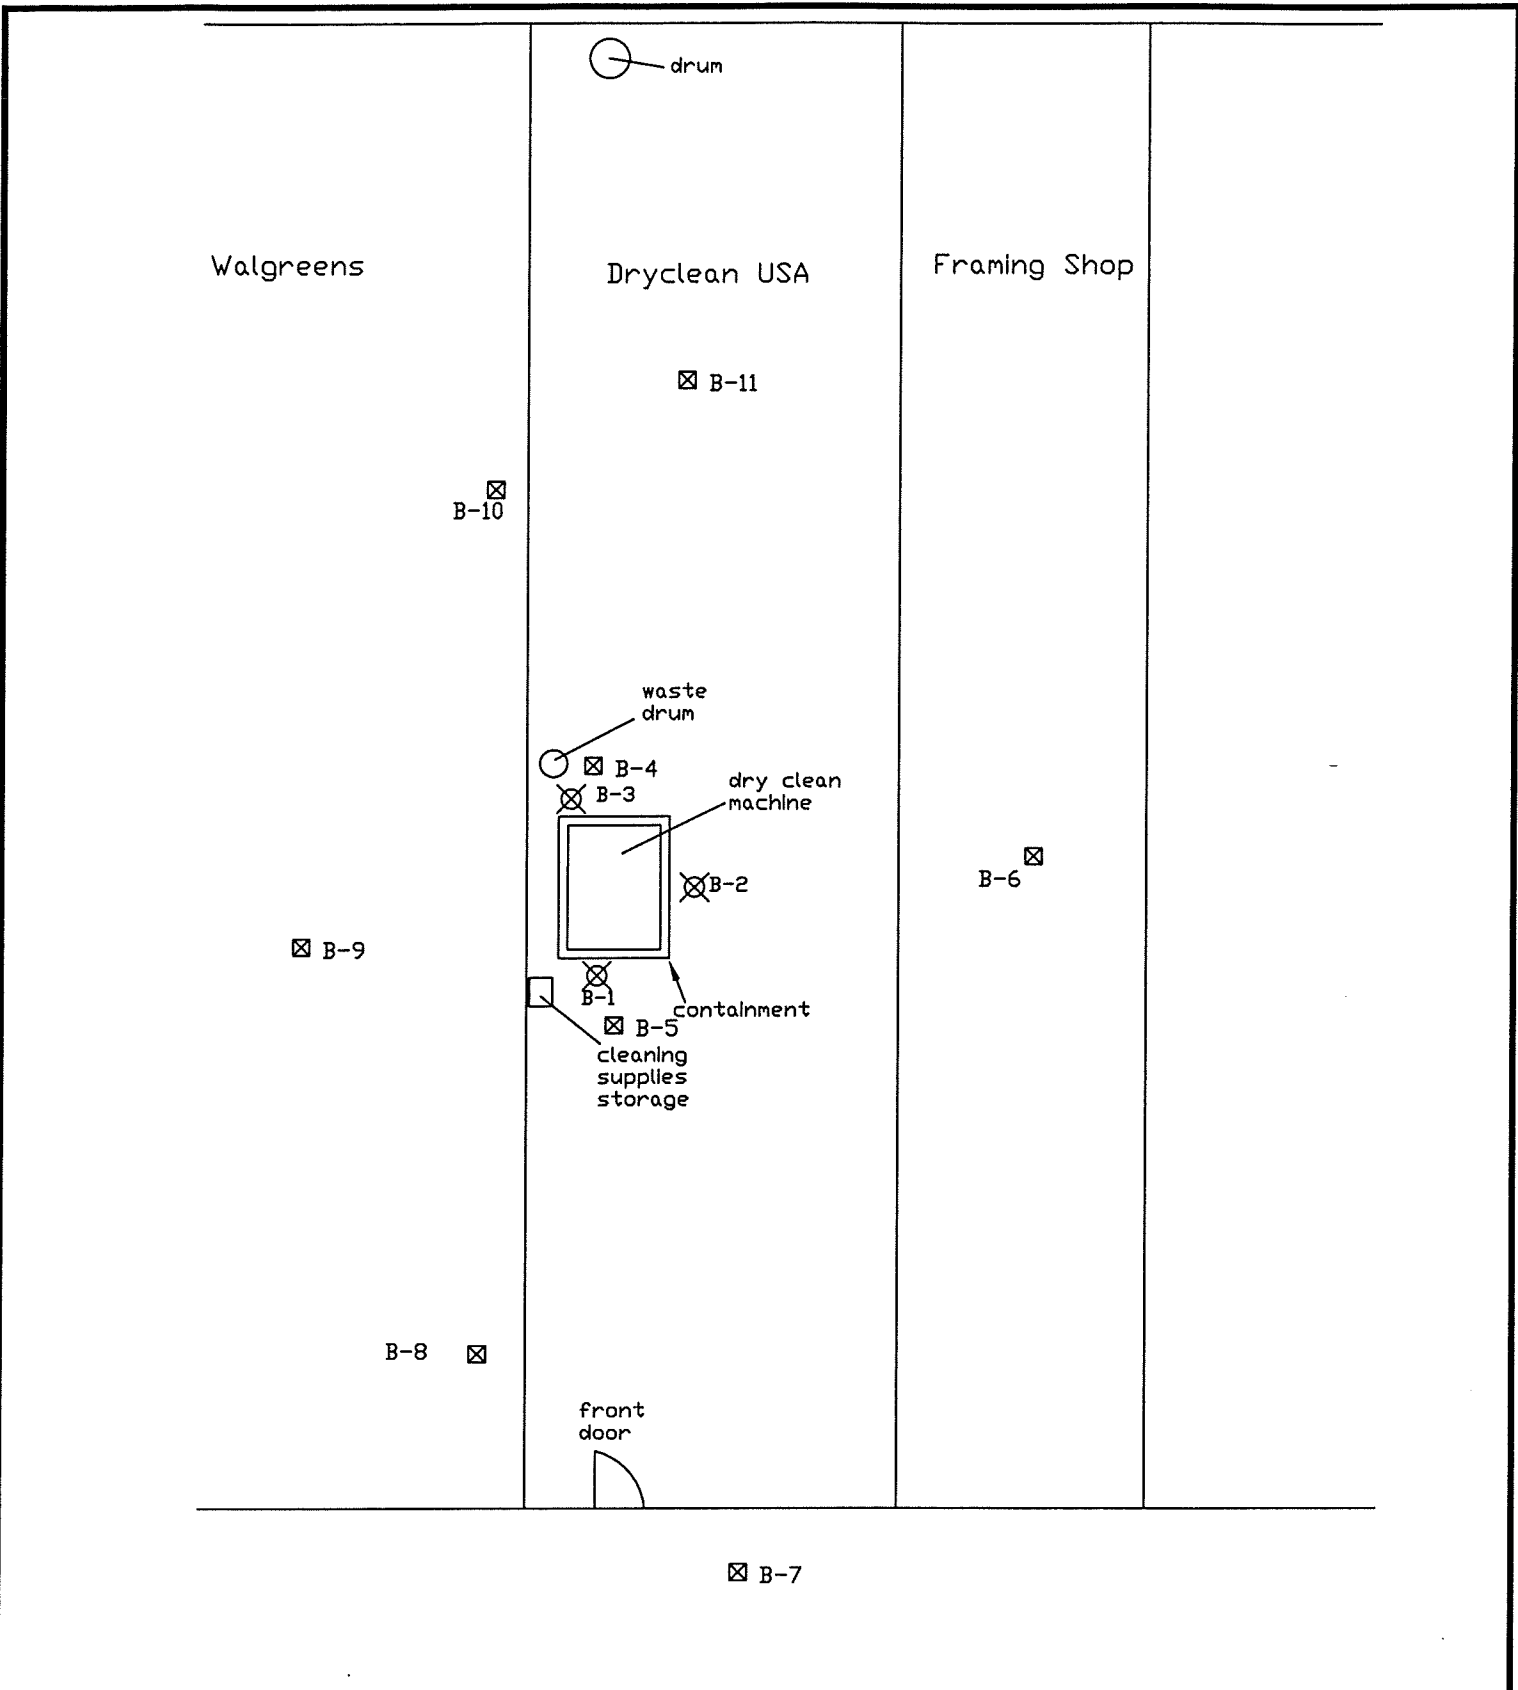 drum
Walgreens
Dryclean USA
Framing Shop
B-11
B-10
waste
drum
B-4
B-3
dry clean
machine
B-2
B-6
B-9
B-1
containment
B-5
cleaning
supplies
storage
B-8
front
door
B-7